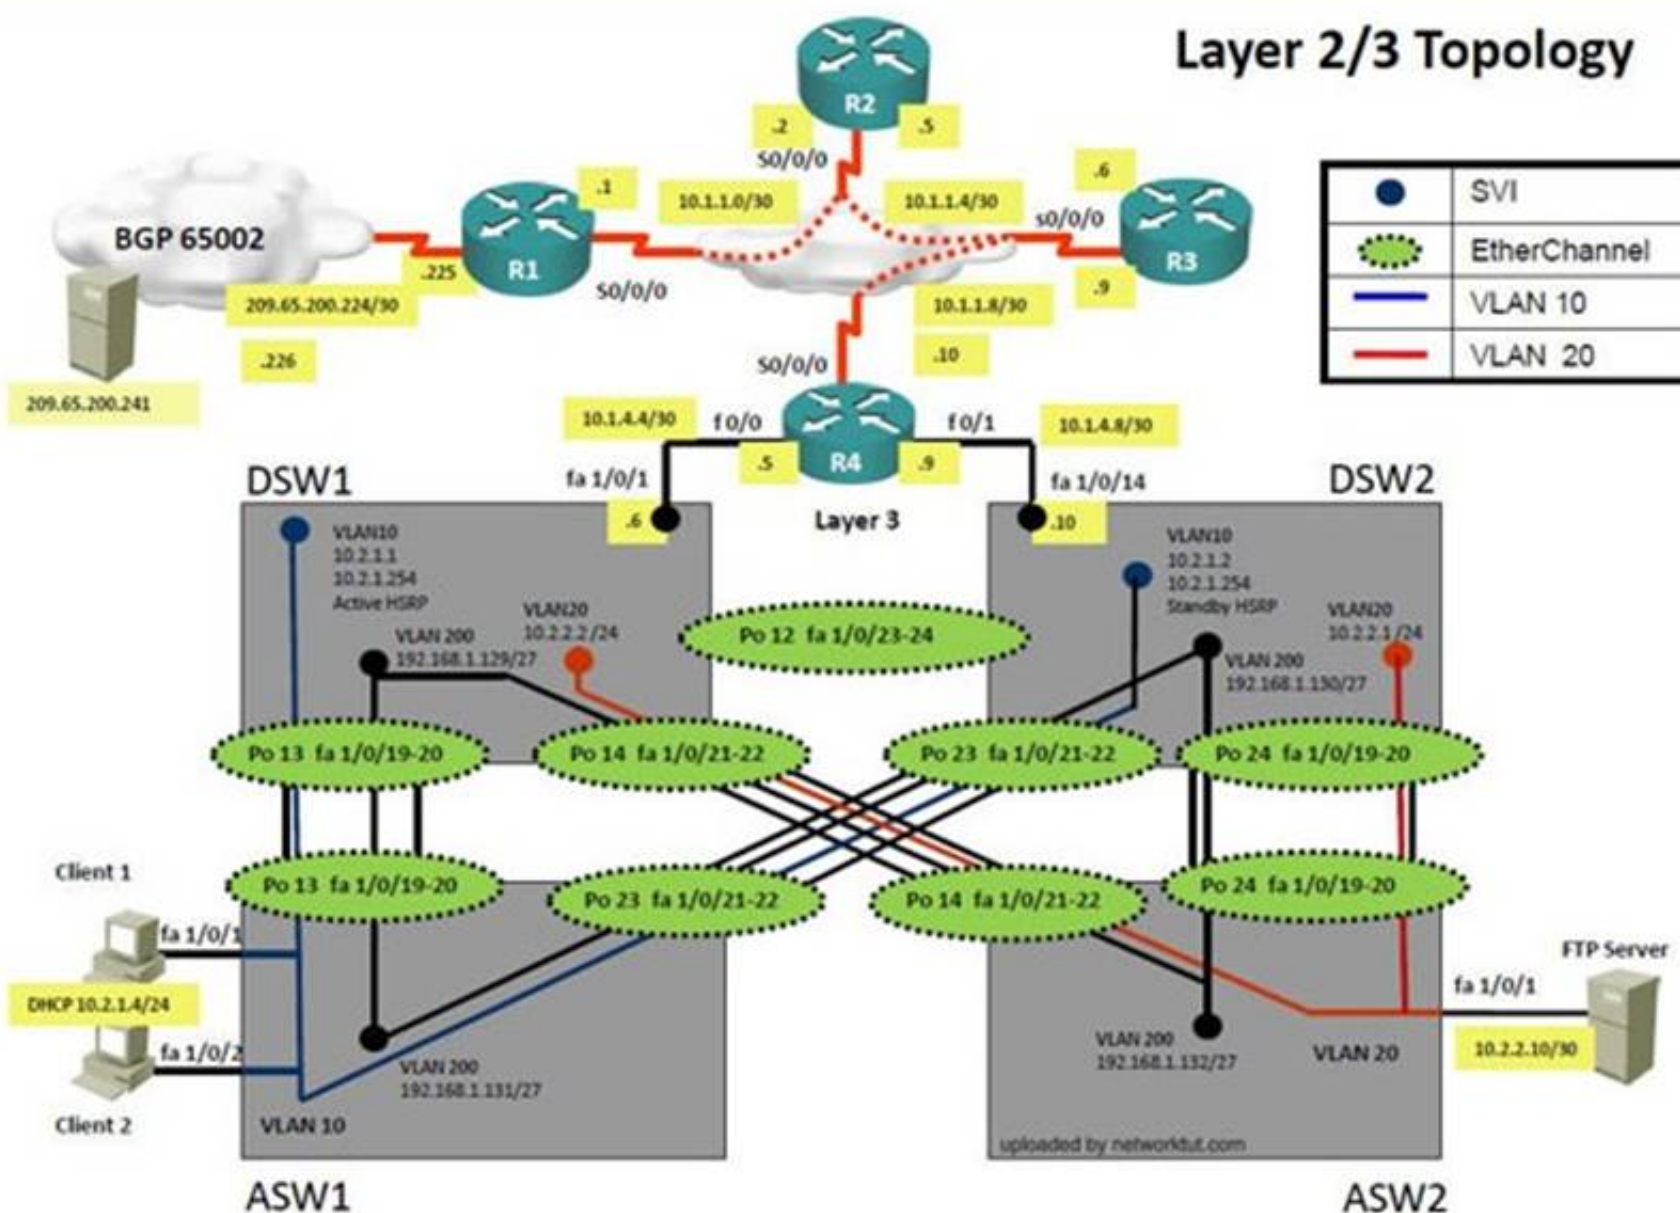 Layer 2/3 Topology
R2
.2
.5
S0/0/0
.6
.1
10.1.1.0/30
10.1.1.4/30
s0/0/0
BGP 65002
R1
R3
.225
S0/0/0
.9
209.65.200.224/30
10.1.1.8/30
.226
S0/0/0
.10
209.65.200.241
SVI
EtherChannel
VLAN 10
VLAN 20
10.1.4.4/30
f 0/0
f 0/1
10.1.4.8/30
.5
R4
.9
DSW1
fa 1/0/1
fa 1/0/14
DSW2
.6
Layer 3
.10
VLAN10
10.2.1.1
10.2.1.254
Active HSRP
VLAN 200
192.168.1.129/27
VLAN20
10.2.2.2 /24
Po 12 fa 1/0/23-24
VLAN10
10.2.1.2
10.2.1.254
Standby HSRP
VLAN20
10.2.2.1 /24
VLAN 200
192.168.1.130/27
Po 13 fa 1/0/19-20
Po 14 fa 1/0/21-22
Po 23 fa 1/0/21-22
Po 24 fa 1/0/19-20
Po 13 fa 1/0/19-20
Po 23 fa 1/0/21-22
Po 14 fa 1/0/21-22
Po 24 fa 1/0/19-20
Client 1
fa 1/0/1
DHCP 10.2.1.4/24
fa 1/0/2
Client 2
VLAN 200
192.168.1.131/27
VLAN 10
VLAN 200
192.168.1.132/27
VLAN 20
FTP Server
fa 1/0/1
10.2.2.10/30
uploaded by networktut.com
ASW1
ASW2